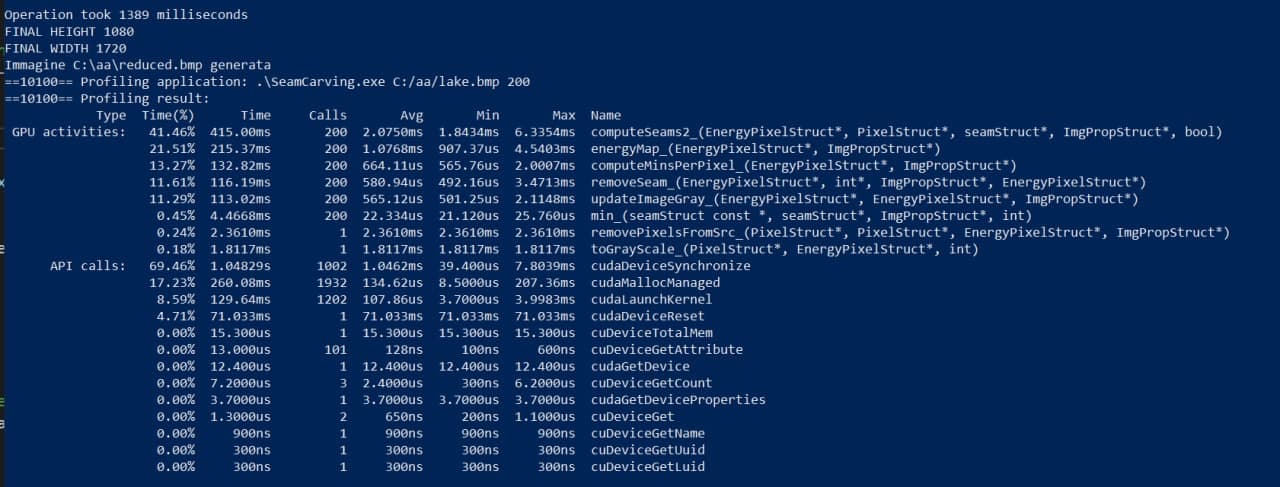 Operation took 1389 milliseconds
FINAL HEIGHT 1080
FINAL WIDTH 1720
Immagine C:\aa\reduced.bmp generata
==10100== Profiling application: .\SeamCarving.exe C:/aa/lake.bmp 200
==10100== Profiling result:
Type Time(%) Time Calls Avg Min Max Name
GPU activities: 41.46% 415.00ms 200 2.0750ms 1.8434ms 6.3354ms computeSeams2_(EnergyPixelStruct*, PixelStruct*, seamStruct*, ImgPropStruct*, bool)
21.51% 215.37ms 200 1.0768ms 907.37us 4.5403ms energyMap_(EnergyPixelStruct*, ImgPropStruct*)
13.27% 132.82ms 200 664.11us 565.76us 2.0007ms computeMinsPerPixel_(EnergyPixelStruct*, ImgPropStruct*)
11.61% 116.19ms 200 580.94us 492.16us 3.4713ms removeSeam_(EnergyPixelStruct*, int*, ImgPropStruct*, EnergyPixelStruct*)
11.29% 113.02ms 200 565.12us 501.25us 2.1148ms updateImageGray_(EnergyPixelStruct*, EnergyPixelStruct*, ImgPropStruct*)
0.45% 4.4668ms 200 22.334us 21.120us 25.760us min_(seamStruct const *, seamStruct*, ImgPropStruct*, int)
0.24% 2.3610ms 1 2.3610ms 2.3610ms 2.3610ms removePixelsFromSrc_(PixelStruct*, PixelStruct*, EnergyPixelStruct*, ImgPropStruct*)
0.18% 1.8117ms 1 1.8117ms 1.8117ms 1.8117ms toGrayScale_(PixelStruct*, EnergyPixelStruct*, int)
API calls: 69.46% 1.04829s 1002 1.0462ms 39.400us 7.8039ms cudaDeviceSynchronize
17.23% 260.08ms 1932 134.62us 8.5000us 207.36ms cudaMallocManaged
8.59% 129.64ms 1202 107.86us 3.7000us 3.9983ms cudaLaunchKernel
4.71% 71.033ms 1 71.033ms 71.033ms 71.033ms cudaDeviceReset
0.00% 15.300us 1 15.300us 15.300us 15.300us cuDeviceTotalMem
0.00% 13.000us 101 128ns 100ns 600ns cuDeviceGetAttribute
0.00% 12.400us 1 12.400us 12.400us 12.400us cudaGetDevice
0.00% 7.2000us 3 2.4000us 300ns 6.2000us cuDeviceGetCount
0.00% 3.7000us 1 3.7000us 3.7000us 3.7000us cudaGetDeviceProperties
0.00% 1.3000us 2 650ns 200ns 1.1000us cuDeviceGet
0.00% 900ns 1 900ns 900ns 900ns cuDeviceGetName
0.00% 300ns 1 300ns 300ns 300ns cuDeviceGetUuid
0.00% 300ns 1 300ns 300ns 300ns cuDeviceGetLuid